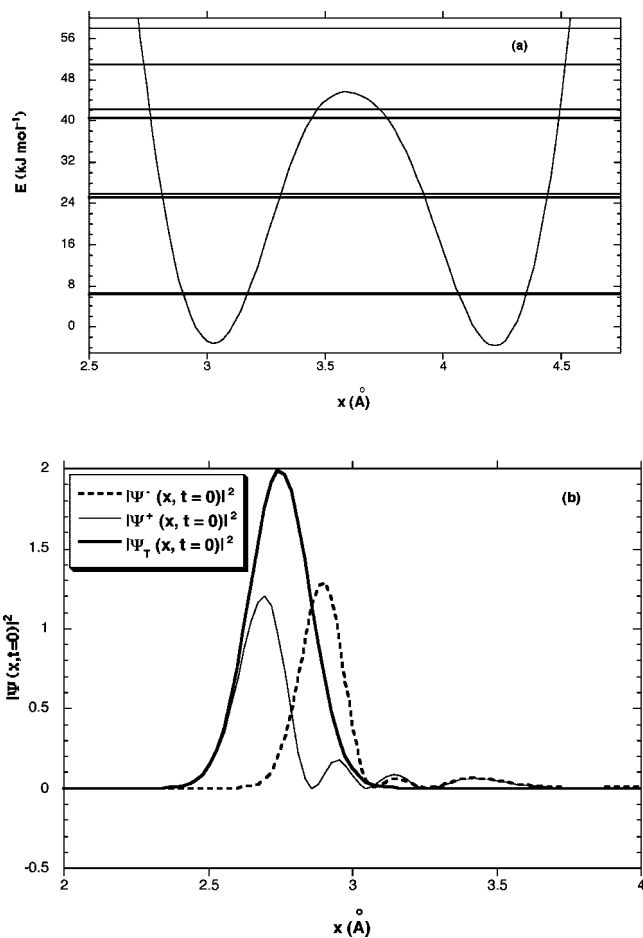 (a)
56
48
40
32
24
16
8
0
E (kJ mol⁻¹)
2.5 3 3.5 4 4.5
x (Å)
(b)
|Ψ⁻ (x, t = 0)|²
|Ψ⁺ (x, t = 0)|²
|Ψ_T (x, t = 0)|²
2
1.5
1
0.5
0
-0.5
|Ψ(x,t=0)|²
2 2.5 3 3.5 4
x (Å)